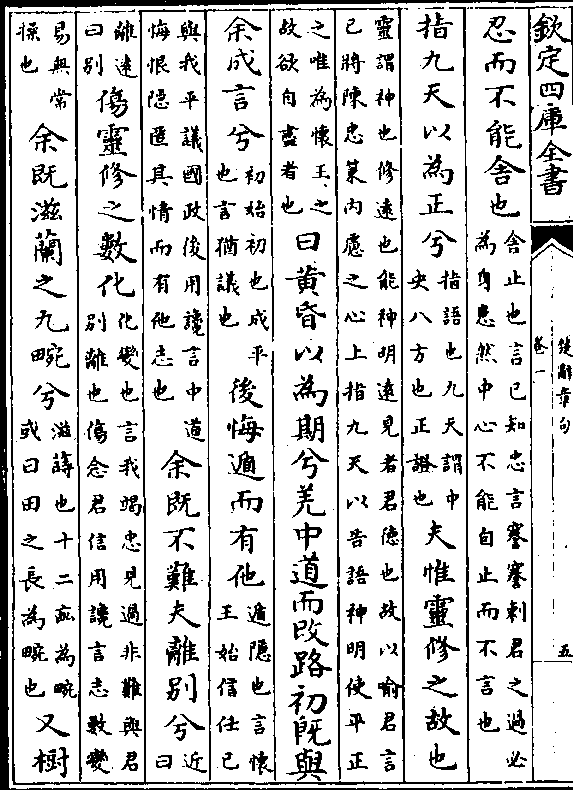 欽定四庫全書
楚辭章句
卷一
五
忍而不能舍也舍止也言已知忠言謇謇刺君之過必為身患然中心不能自止而不言也
指九天以為正兮指語也九天謂中央八方也正證也夫惟靈修之故也
靈謂神也修遠也能神明遠見者君德也故以喻君言已將陳忠策内慮之心上指九天以告語神明使平正
之唯為懷王之故欲自盡者也曰黄昏以為期兮羌中道而改路初既與
余成言兮初始初也成平也言猶議也後悔遁而有他遁隱也言懷王始信任已
與我平議國政後用讒言中道悔恨隱匿其情而有他志也余既不難夫離别兮近曰
離遠曰别傷靈修之數化化變也言我竭忠見過非難與君别離也傷念君信用讒言志數變
易無常操也余既滋蘭之九畹兮滋蒔也十二畝為畹或曰田之長為畹也又樹